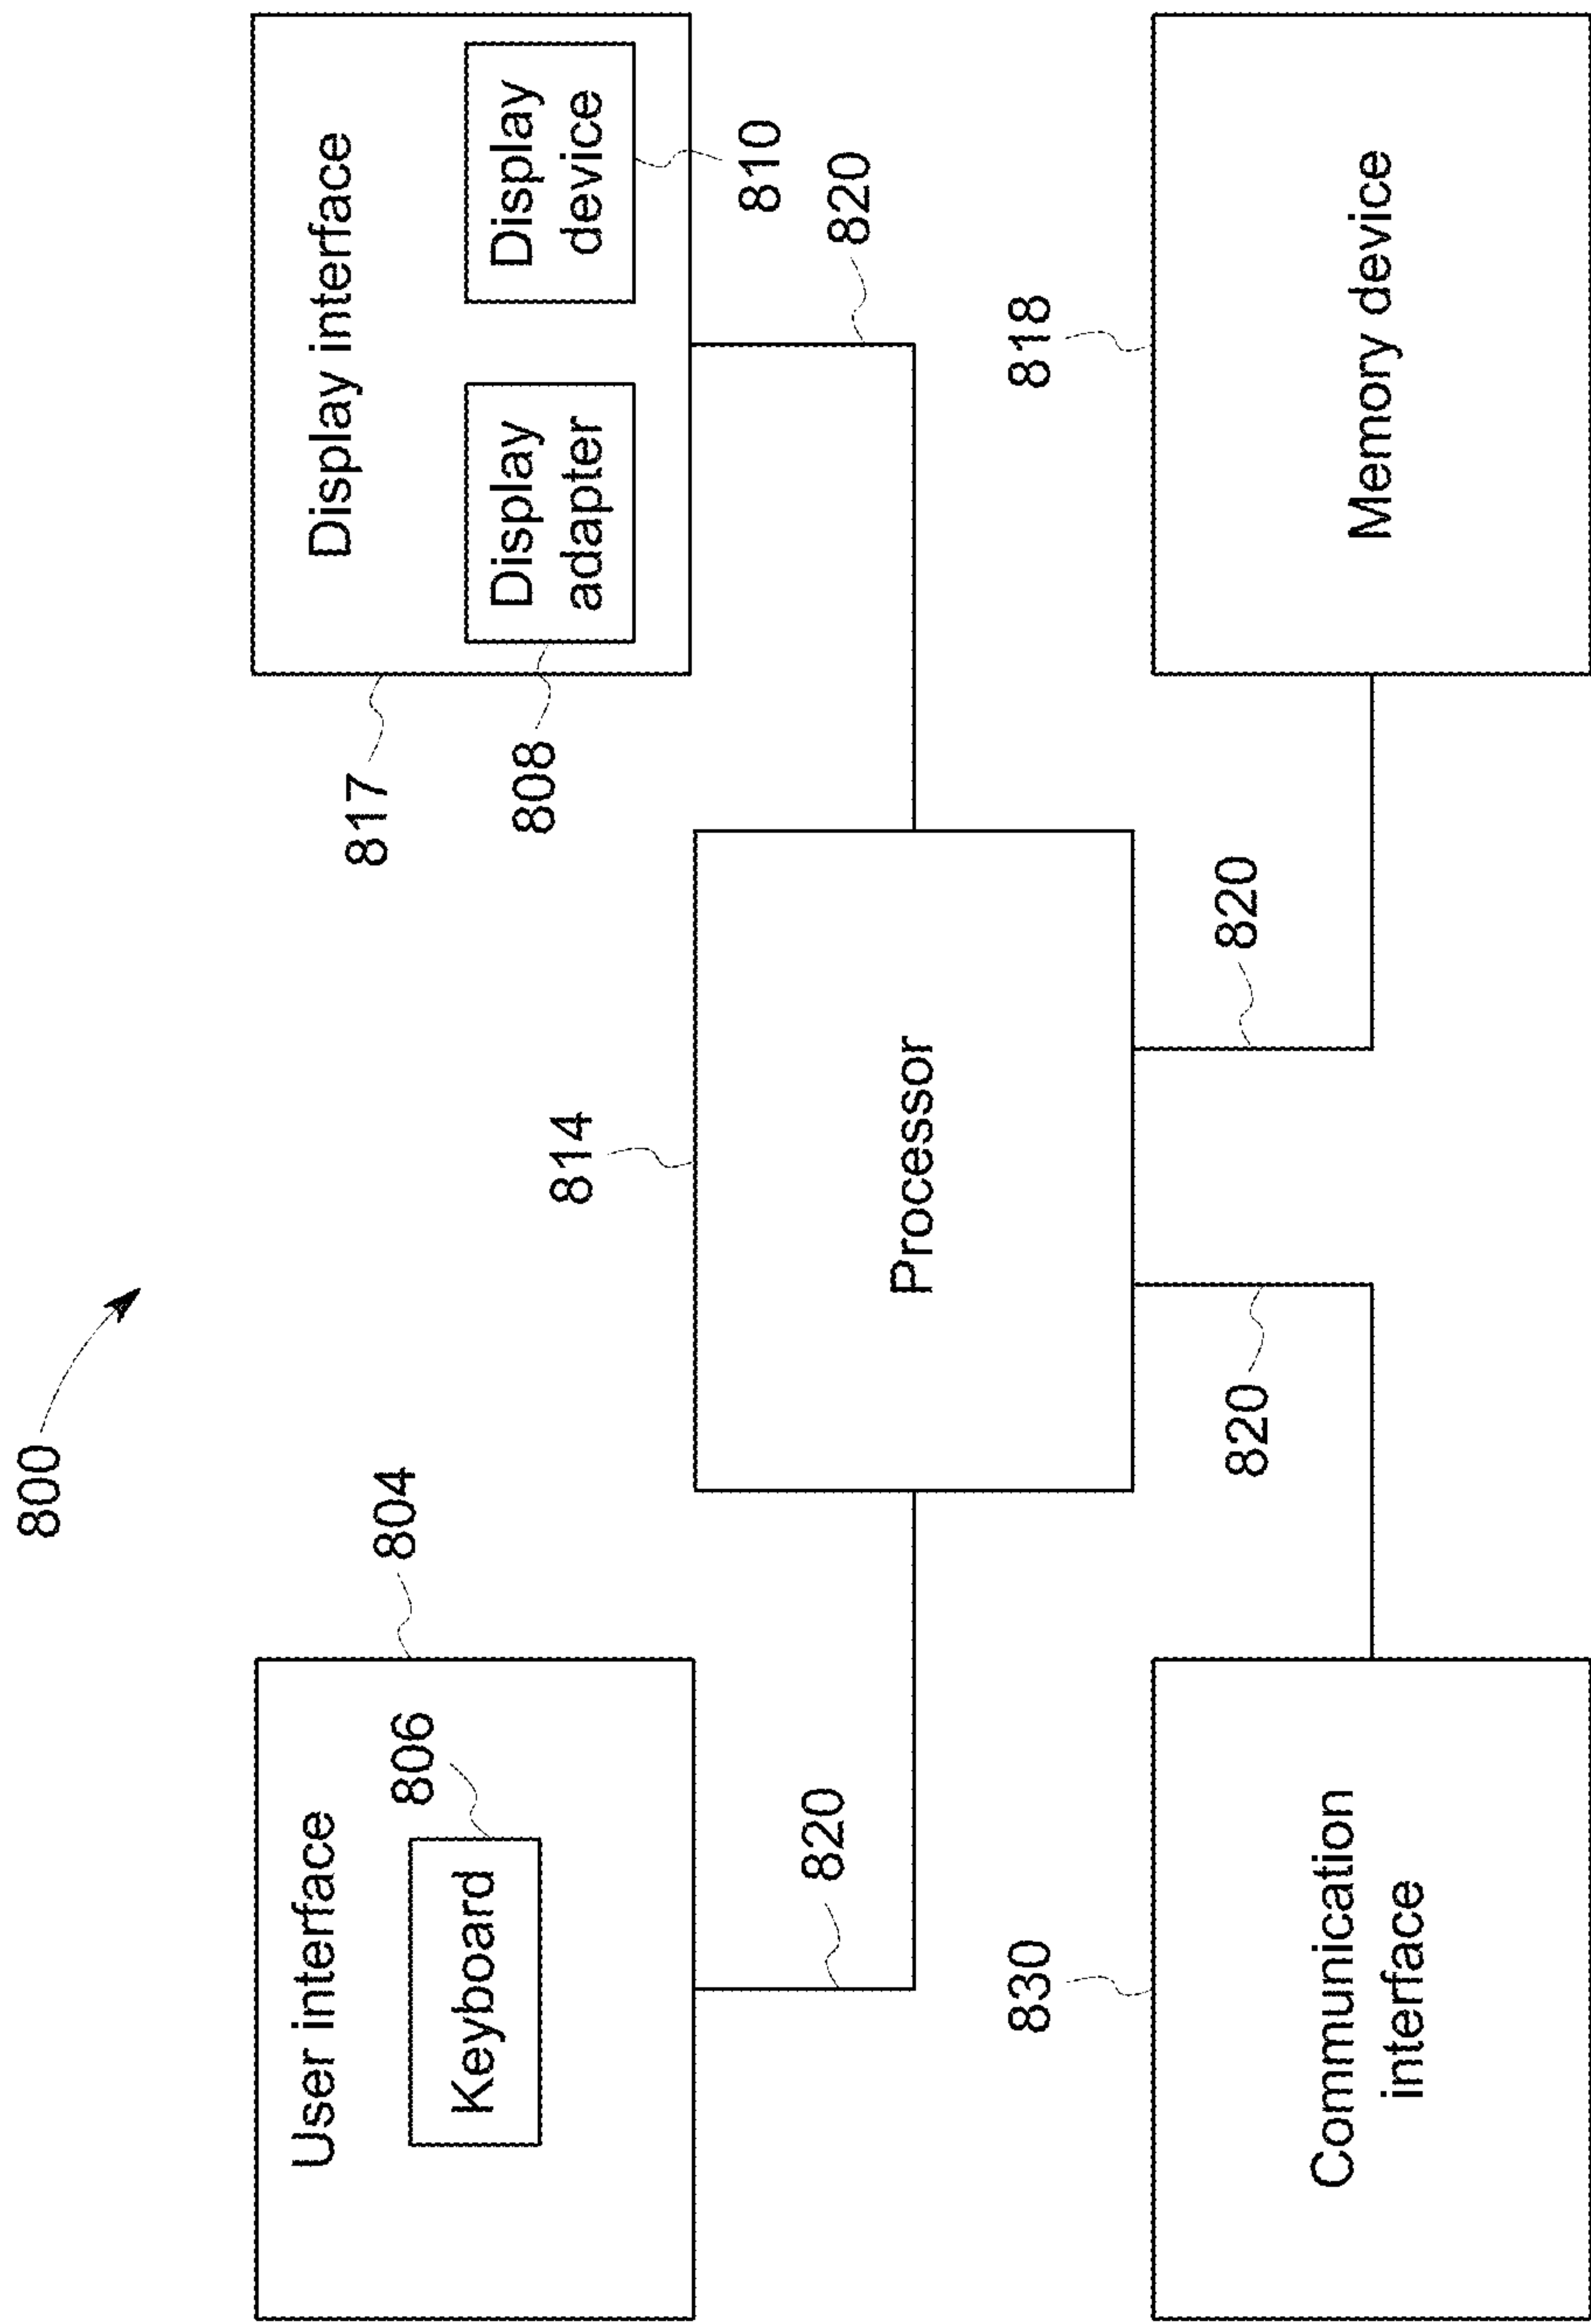 800
804
User interface
806
Keyboard
820
817
Display interface
808
Display
adapter
Display
device
810
820
814
Processor
820
820
830
Communication
interface
818
Memory device